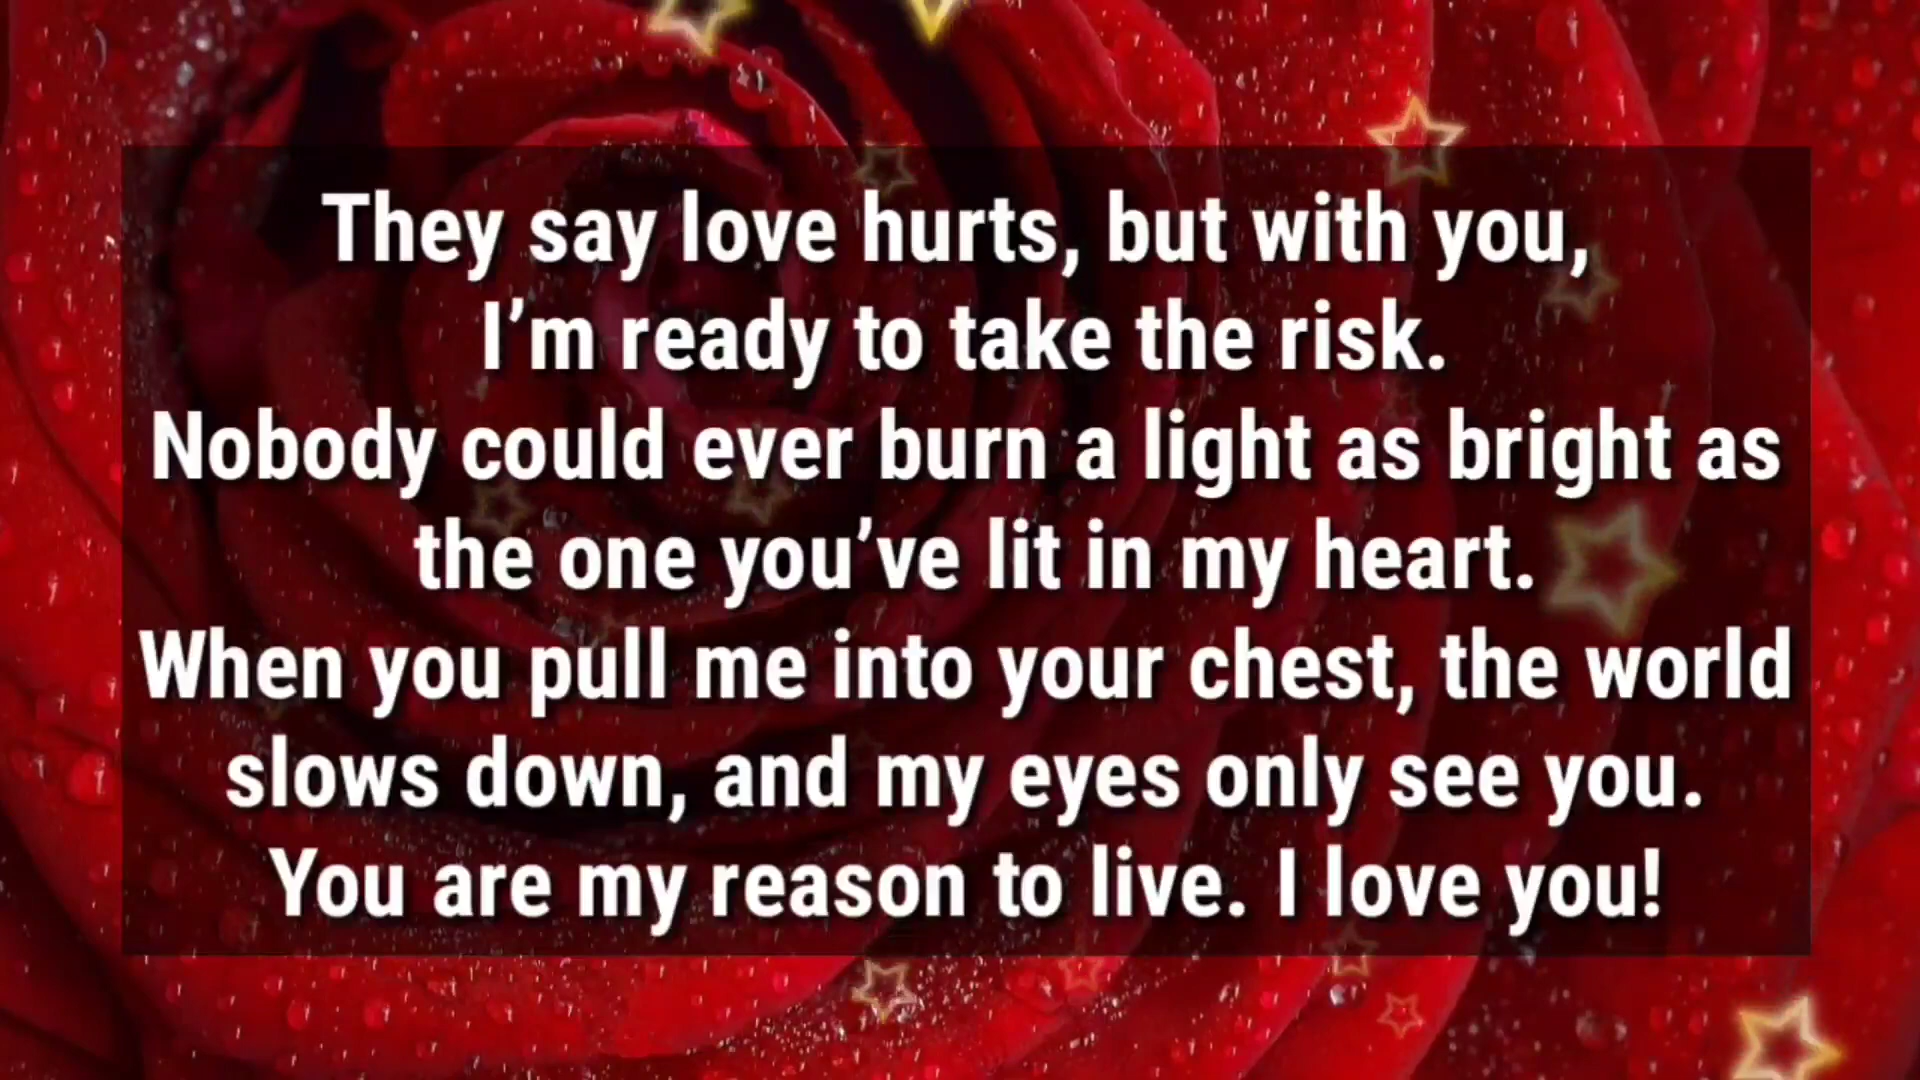 They say love hurts, but with you,
I’m ready to take the risk.
Nobody could ever burn a light as bright as
the one you’ve lit in my heart.
When you pull me into your chest, the world
slows down, and my eyes only see you.
You are my reason to live. I love you!